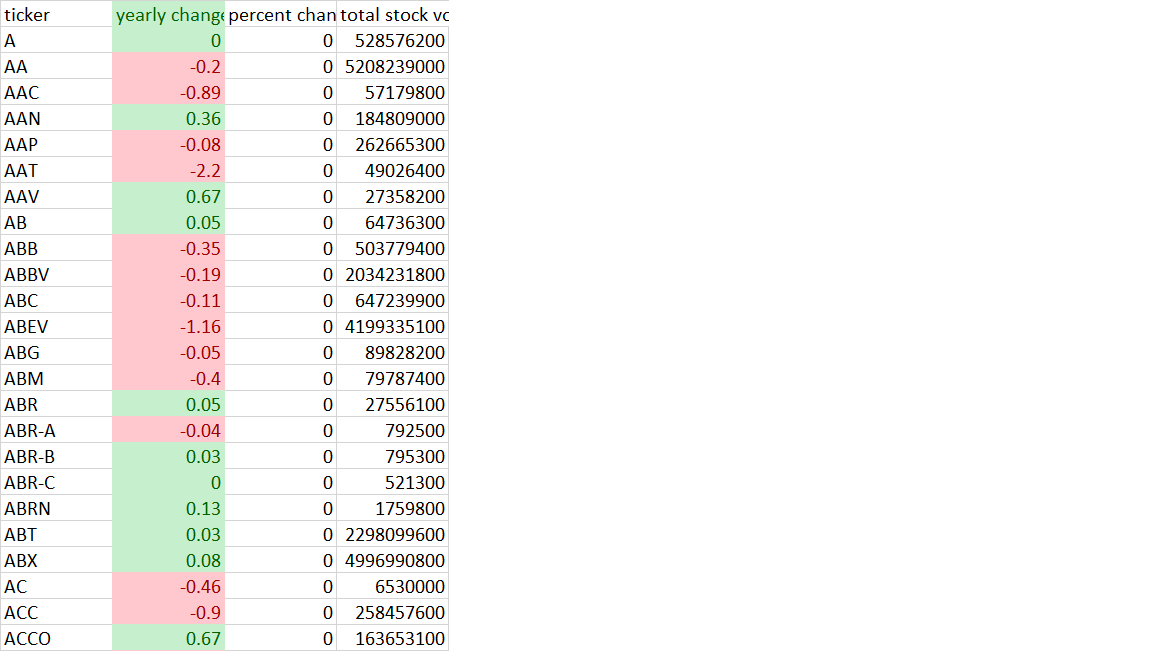 ticker yearly change percent chan total stock vo
A 0 0 528576200
AA -0.2 0 5208239000
AAC -0.89 0 57179800
AAN 0.36 0 184809000
AAP -0.08 0 262665300
AAT -2.2 0 49026400
AAV 0.67 0 27358200
AB 0.05 0 64736300
ABB -0.35 0 503779400
ABBV -0.19 0 2034231800
ABC -0.11 0 647239900
ABEV -1.16 0 4199335100
ABG -0.05 0 89828200
ABM -0.4 0 79787400
ABR 0.05 0 27556100
ABR-A -0.04 0 792500
ABR-B 0.03 0 795300
ABR-C 0 0 521300
ABRN 0.13 0 1759800
ABT 0.03 0 2298099600
ABX 0.08 0 4996990800
AC -0.46 0 6530000
ACC -0.9 0 258457600
ACCO 0.67 0 163653100